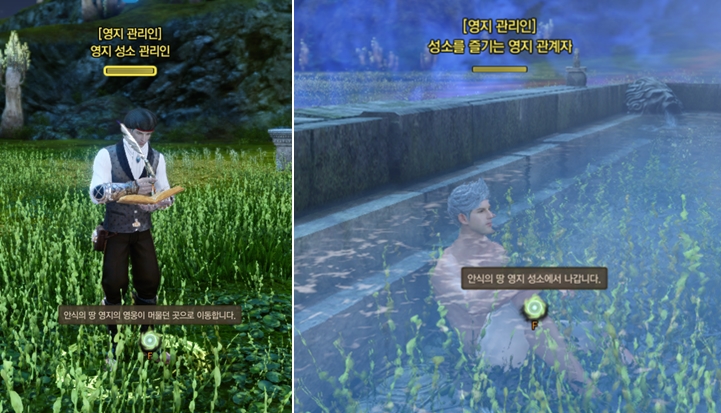 [영지 관리인]
영지 성소 관리인
안식의 땅 영지의 영웅이 머물던 곳으로 이동합니다.
F
[영지 관리인]
성소를 즐기는 영지 관계자
안식의 땅 영지 성소에서 나갑니다.
F